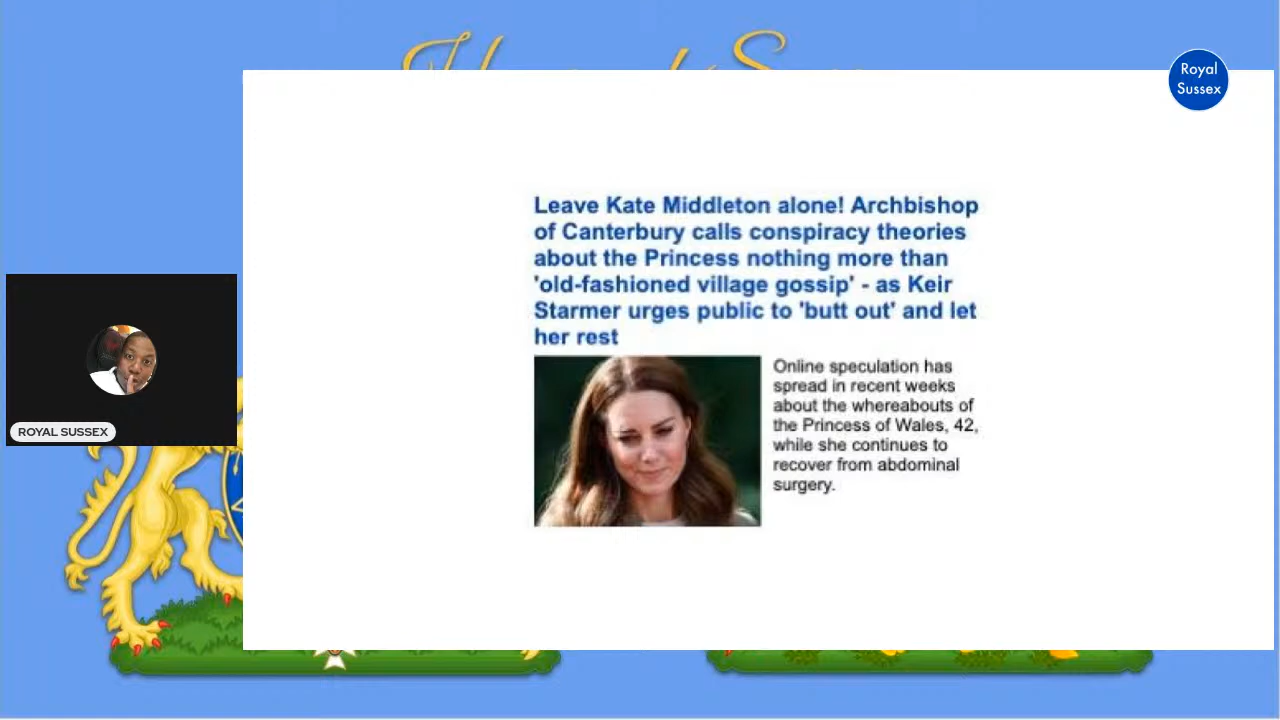 Royal
Sussex
Leave Kate Middleton alone! Archbishop
of Canterbury calls conspiracy theories
about the Princess nothing more than
'old-fashioned village gossip' - as Keir
Starmer urges public to 'butt out' and let
her rest
Online speculation has
spread in recent weeks
about the whereabouts of
the Princess of Wales, 42,
while she continues to
recover from abdominal
surgery.
ROYAL SUSSEX